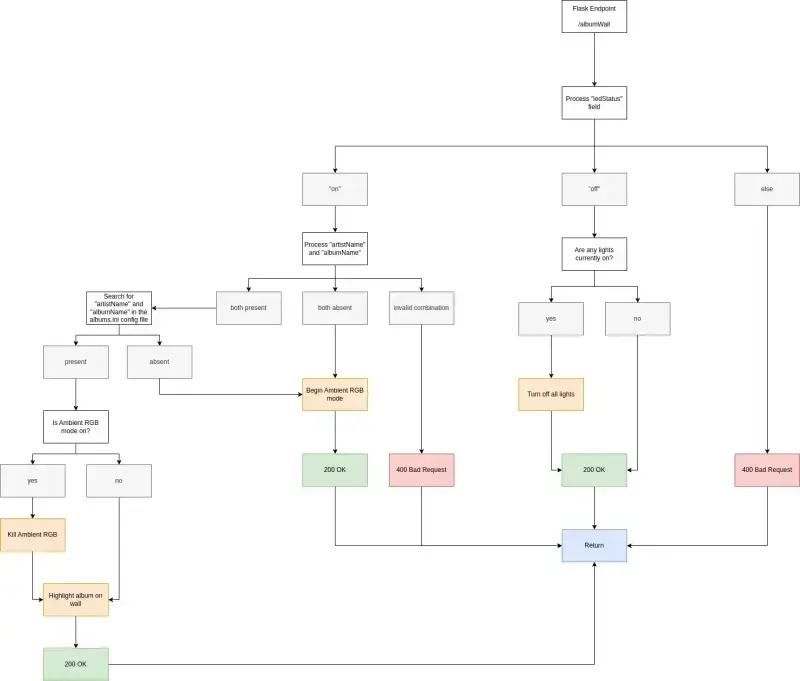 Flask Endpoint
/albumWall
Process "ledStatus"
field
"on"
"off"
else
Process "artistName"
and "albumName"
Are any lights
currently on?
Search for
"artistName" and
"albumName" in the
albums.ini config file
both present
both absent
invalid combination
yes
no
present
absent
Begin Ambient RGB
mode
Turn off all lights
Is Ambient RGB
mode on?
200 OK
400 Bad Request
200 OK
400 Bad Request
yes
no
Kill Ambient RGB
Return
Highlight album on
wall
200 OK